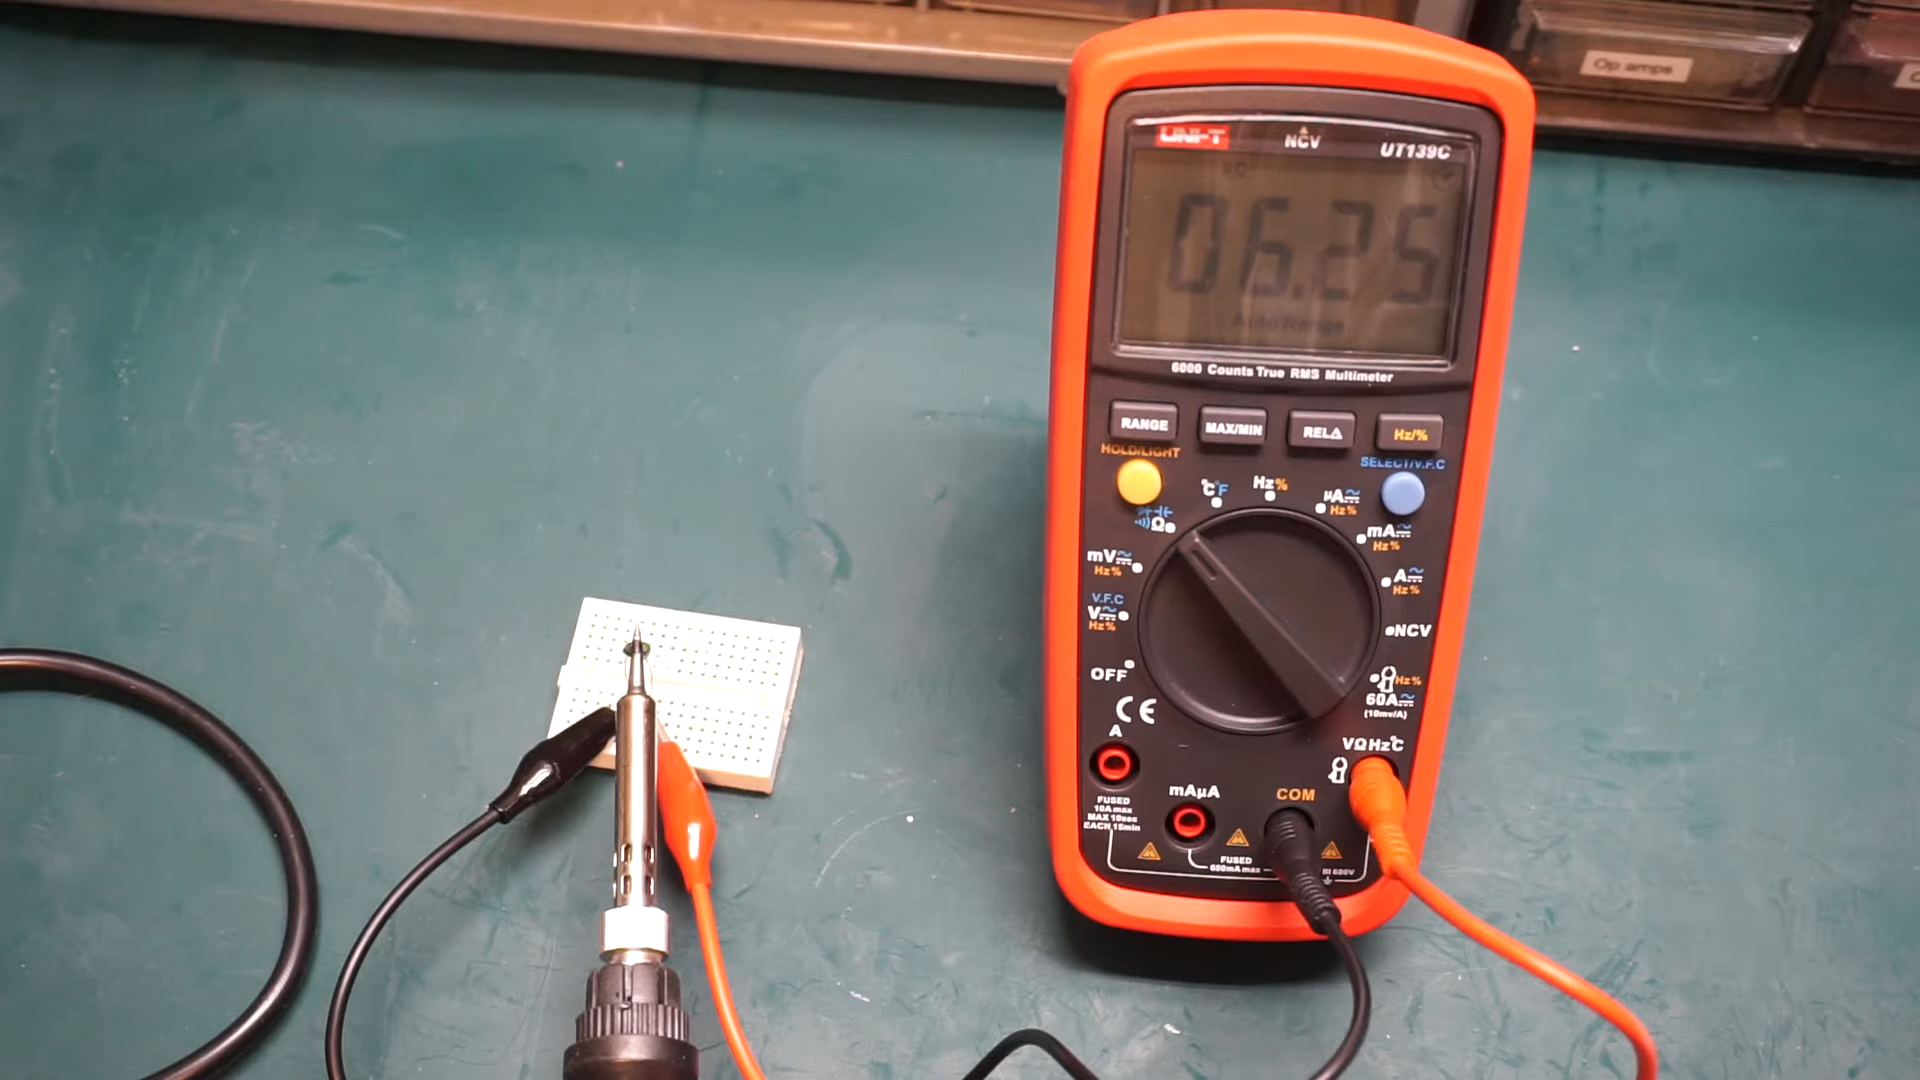 Op amps
UNI-T
NCV
UT139C
06.25
Auto Range
6000 Counts True RMS Multimeter
RANGE
MAX/MIN
RELΔ
Hz/%
HOLD/LIGHT
SELECT/V.F.C
°C°F
Hz%
µA
Hz%
Ω
mA
Hz%
mV
Hz%
A
Hz%
V.F.C
V
Hz%
NCV
OFF
Hz%
60A
(10mv/A)
CE
A
VΩHz°C
mAµA
COM
FUSED
10A max
MAX 10sec
EACH 15min
FUSED
600mA max